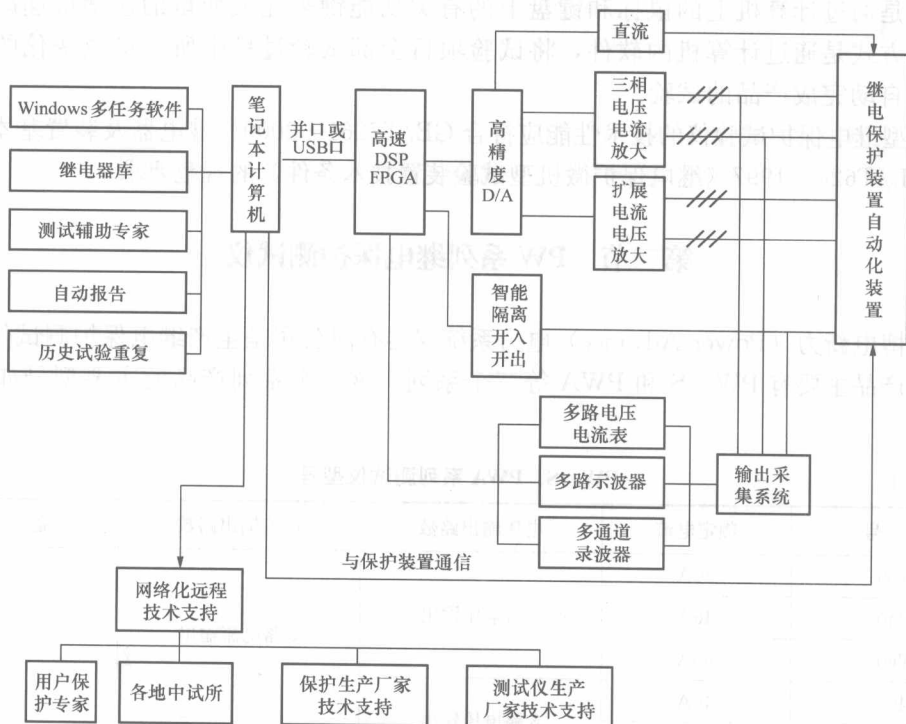 直流
Windows多任务软件
继电器库
测试辅助专家
自动报告
历史试验重复
笔记本计算机
并口或
USB口
高速
DSP
FPGA
高精度
D/A
三相
电压
电流
放大
扩展
电流
电压
放大
继电保护装置自动化装置
智能
隔离
开入
开出
多路电压
电流表
多路示波器
多通道
录波器
输出采
集系统
与保护装置通信
网络化远程
技术支持
用户保
护专家
各地中试所
保护生产厂家
技术支持
测试仪生产
厂家技术支持